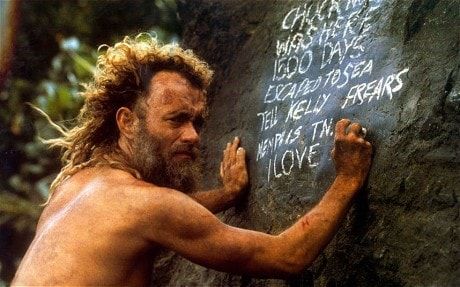 CHUCK
WAS HERE
1500 DAYS
ESCAPED TO SEA
TELL KELLY FREARS
MEMPHIS TN.
I LOVE